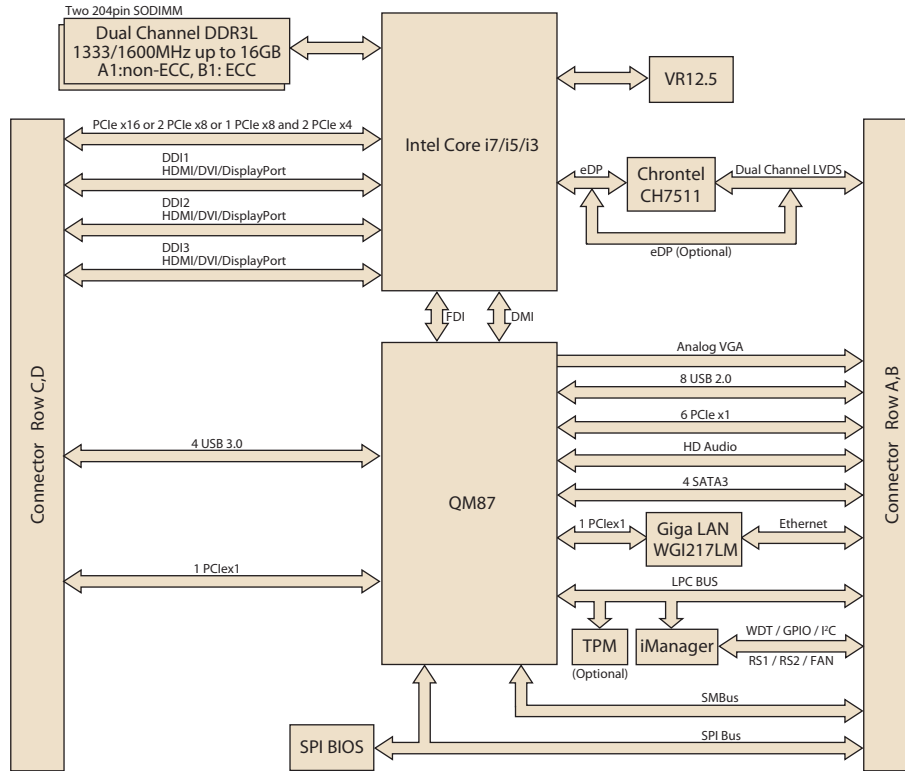 Two 204pin SODIMM
Dual Channel DDR3L
1333/1600MHz up to 16GB
A1:non-ECC, B1: ECC
VR12.5
Intel Core i7/i5/i3
PCIe x16 or 2 PCIe x8 or 1 PCIe x8 and 2 PCIe x4
DDI1
HDMI/DVI/DisplayPort
DDI2
HDMI/DVI/DisplayPort
DDI3
HDMI/DVI/DisplayPort
eDP
Chrontel
CH7511
Dual Channel LVDS
eDP (Optional)
FDI
DMI
Connector Row C,D
Connector Row A,B
QM87
Analog VGA
8 USB 2.0
6 PCIe x1
HD Audio
4 SATA3
4 USB 3.0
1 PCIex1
Giga LAN
WGI217LM
Ethernet
1 PCIex1
LPC BUS
TPM
(Optional)
iManager
WDT / GPIO / I²C
RS1 / RS2 / FAN
SMBus
SPI BIOS
SPI Bus